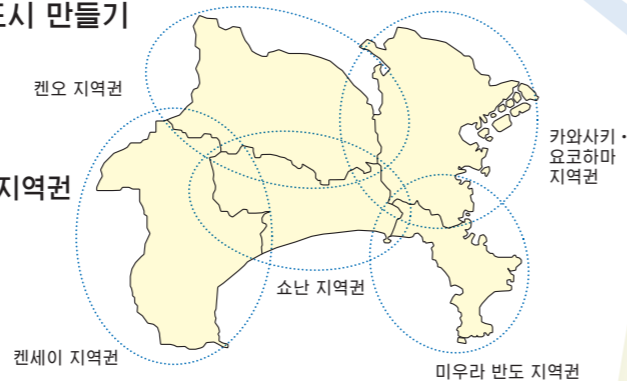 도시 만들기
켄오 지역권
카와사키・
요코하마
지역권
지역권
쇼난 지역권
켄세이 지역권
미우라 반도 지역권